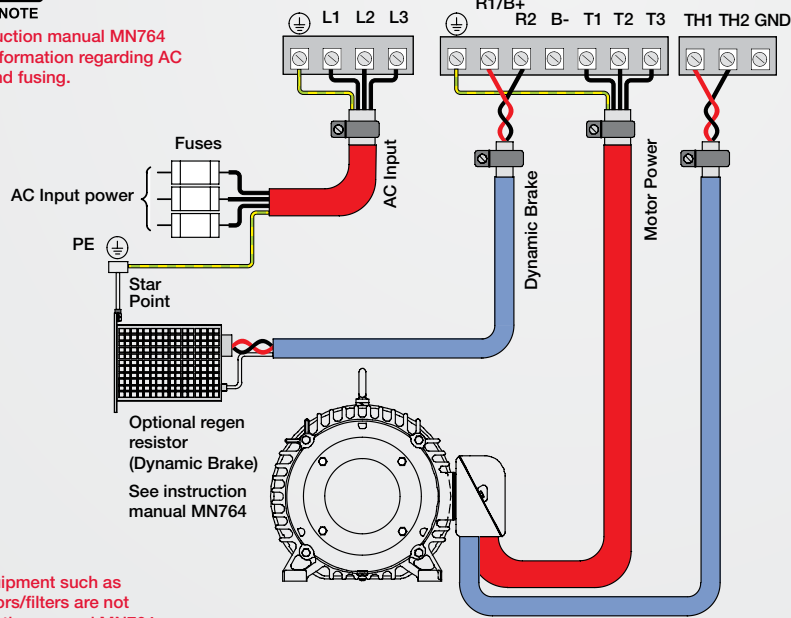 NOTE
uction manual MN764
formation regarding AC
nd fusing.
L1 L2 L3
R1/B+
R2 B- T1 T2 T3
TH1 TH2 GND
Fuses
AC Input power
AC Input
PE
Star
Point
Dynamic Brake
Motor Power
Optional regen
resistor
(Dynamic Brake)
See instruction
manual MN764
uipment such as
ors/filters are not